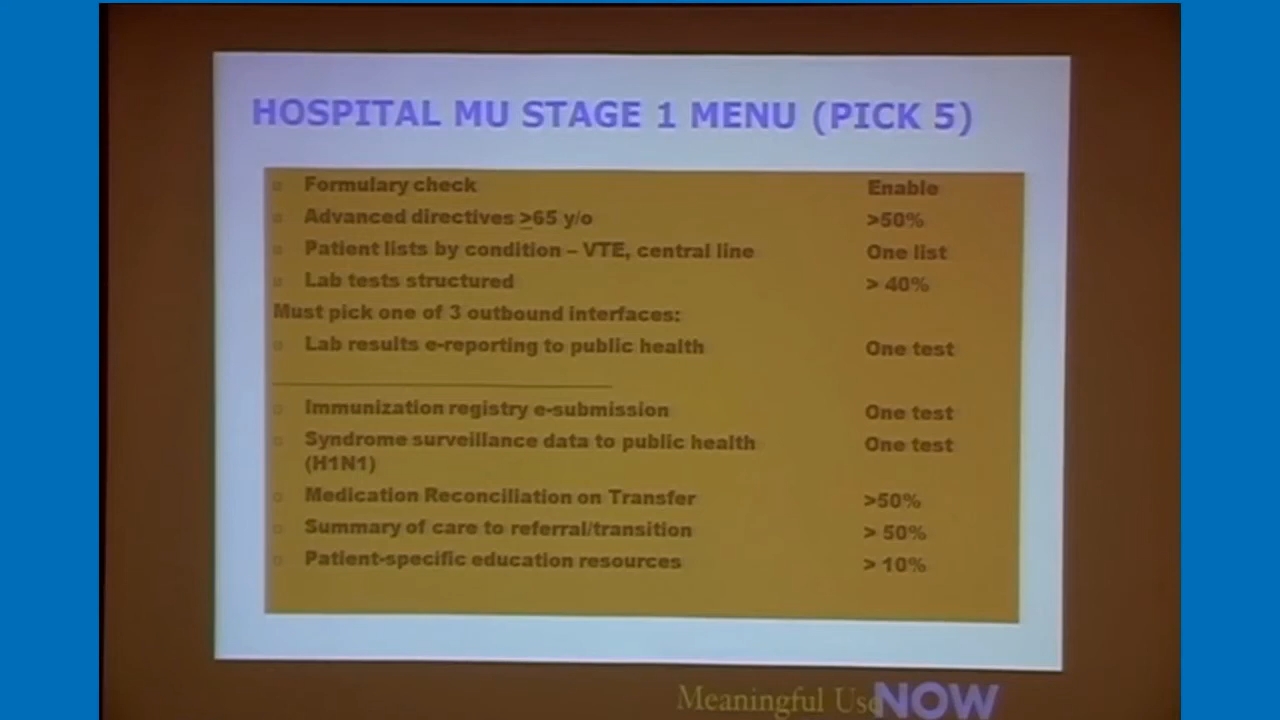 HOSPITAL MU STAGE 1 MENU (PICK 5)
Formulary check Enable
Advanced directives ≥65 y/o >50%
Patient lists by condition – VTE, central line One list
Lab tests structured > 40%
Must pick one of 3 outbound interfaces:
Lab results e-reporting to public health One test
Immunization registry e-submission One test
Syndrome surveillance data to public health One test
(H1N1)
Medication Reconciliation on Transfer >50%
Summary of care to referral/transition > 50%
Patient-specific education resources > 10%
Meaningful Use NOW